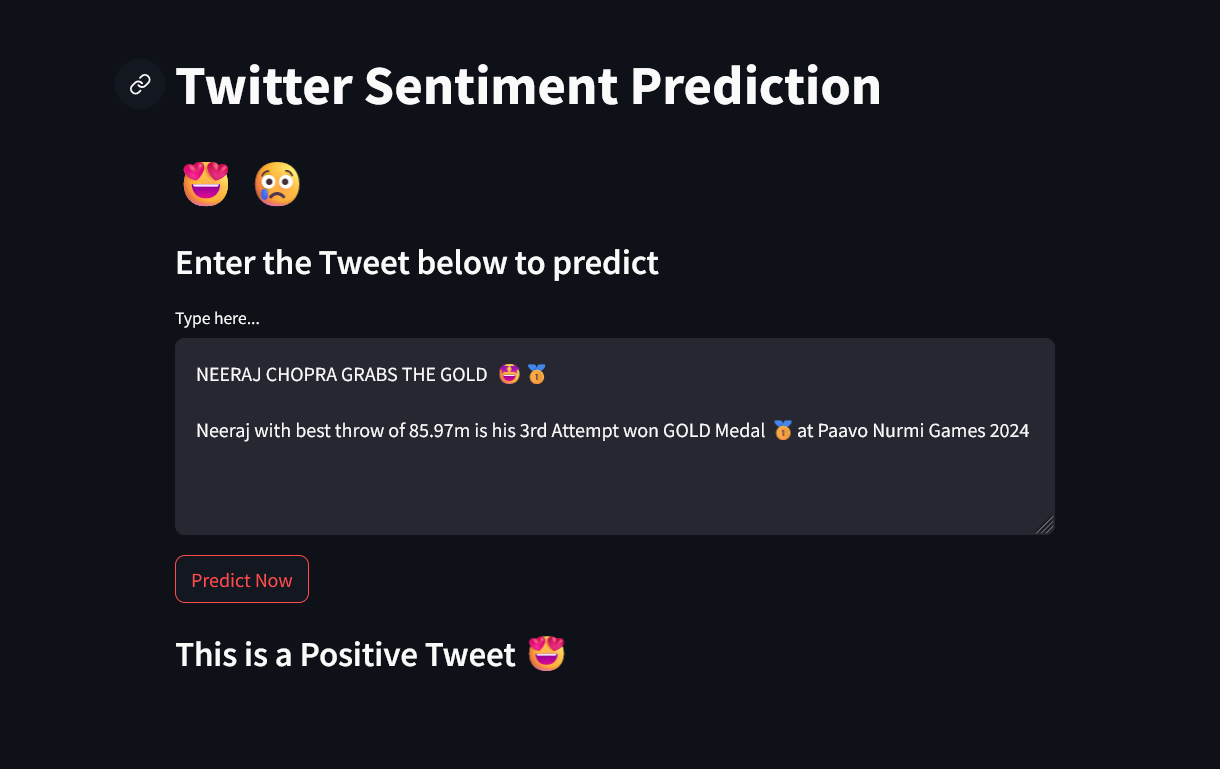 Twitter Sentiment Prediction
😍 😢
Enter the Tweet below to predict
Type here...
NEERAJ CHOPRA GRABS THE GOLD 🤩🥇
Neeraj with best throw of 85.97m is his 3rd Attempt won GOLD Medal 🥇 at Paavo Nurmi Games 2024
Predict Now
This is a Positive Tweet 😍